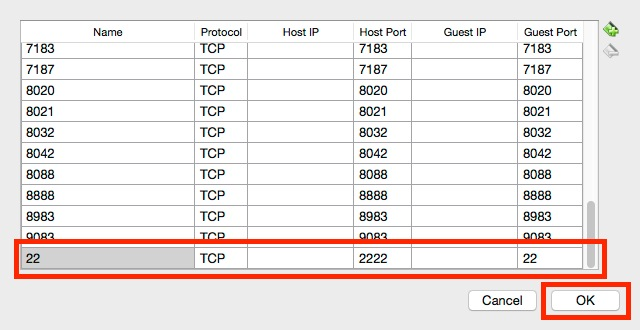 Name Protocol Host IP Host Port Guest IP Guest Port
7183 TCP 7183 7183
7187 TCP 7187 7187
8020 TCP 8020 8020
8021 TCP 8021 8021
8032 TCP 8032 8032
8042 TCP 8042 8042
8088 TCP 8088 8088
8888 TCP 8888 8888
8983 TCP 8983 8983
9083 TCP 9083 9083
22 TCP 2222 22
Cancel OK